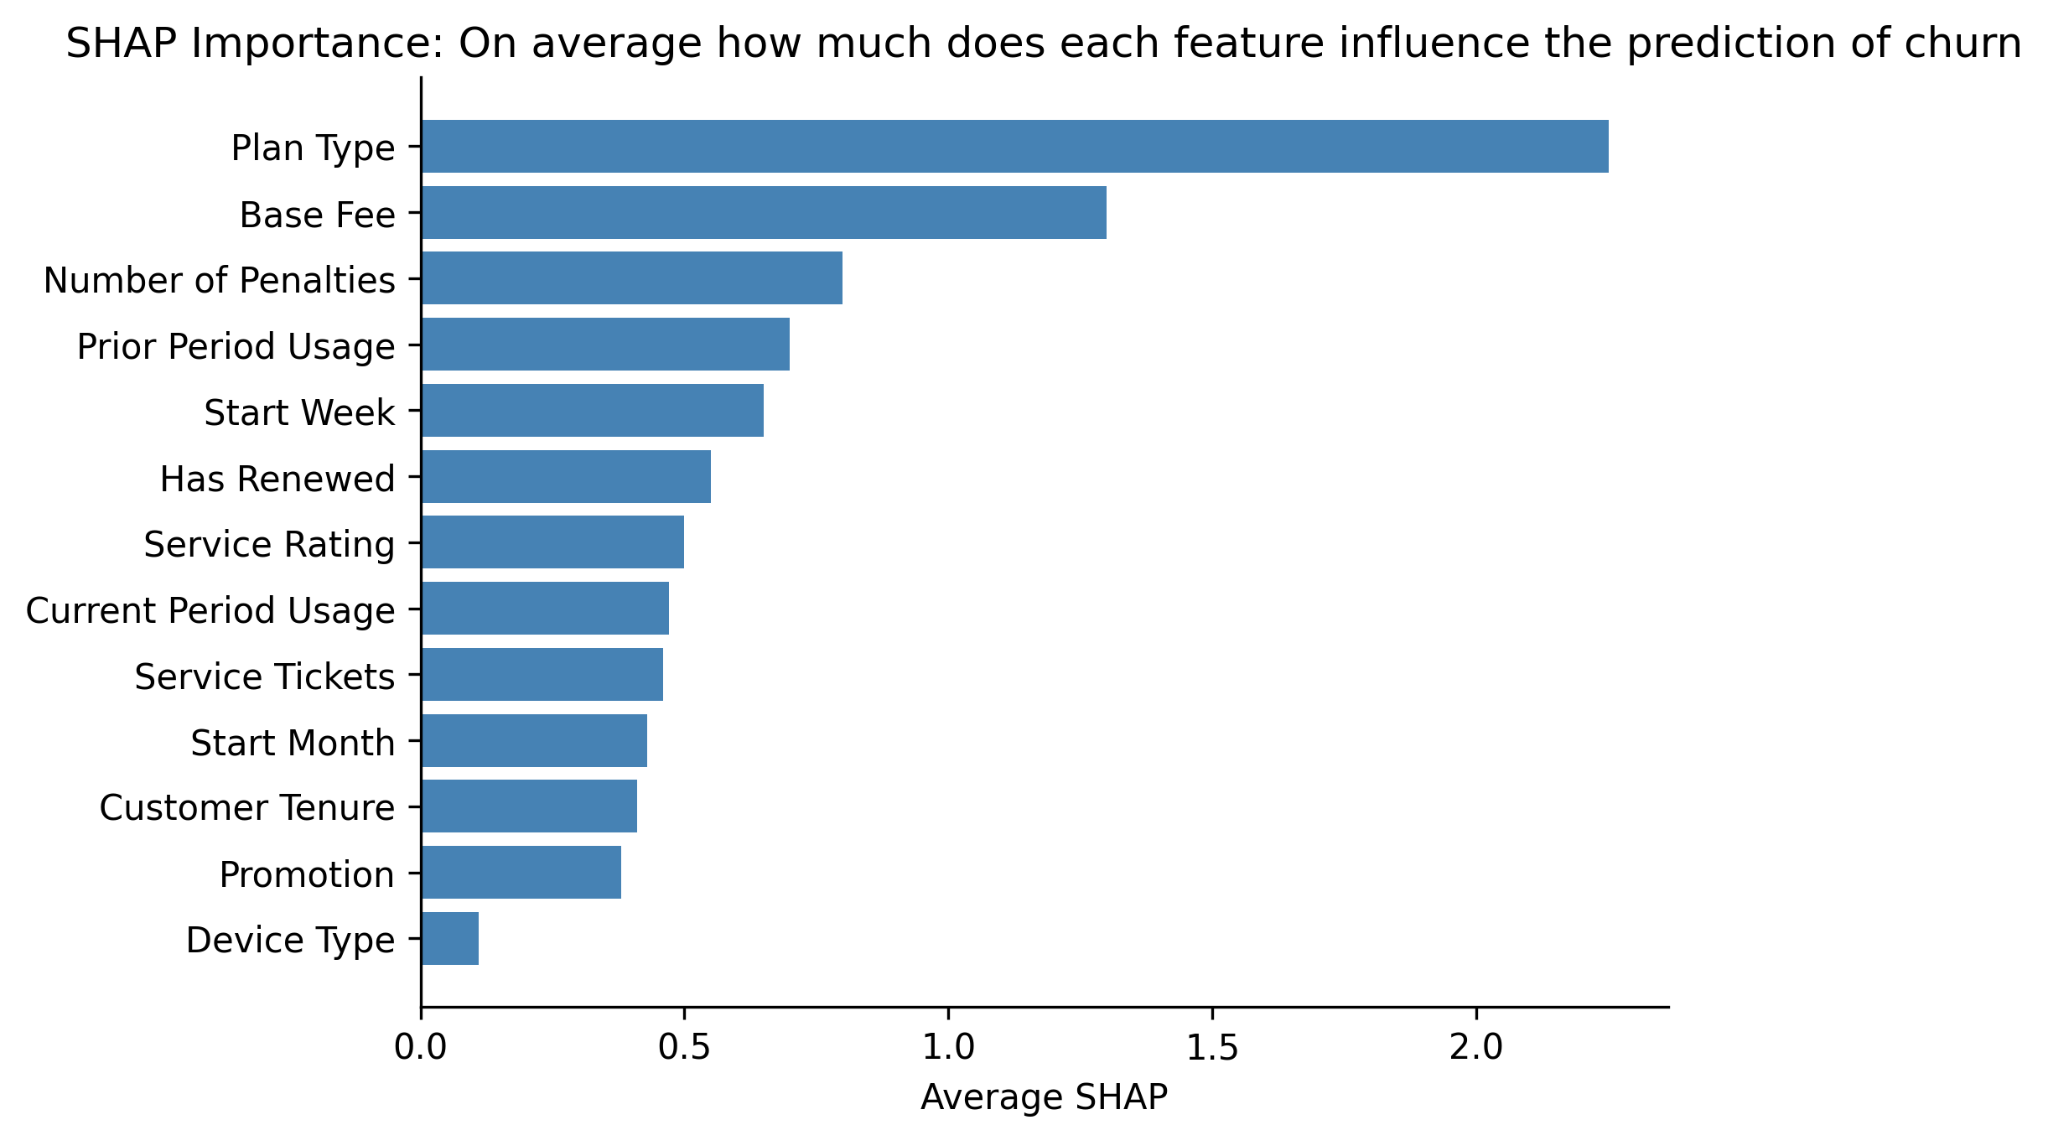 SHAP Importance: On average how much does each feature influence the prediction of churn
Plan Type
Base Fee
Number of Penalties
Prior Period Usage
Start Week
Has Renewed
Service Rating
Current Period Usage
Service Tickets
Start Month
Customer Tenure
Promotion
Device Type
0.0 0.5 1.0 1.5 2.0
Average SHAP